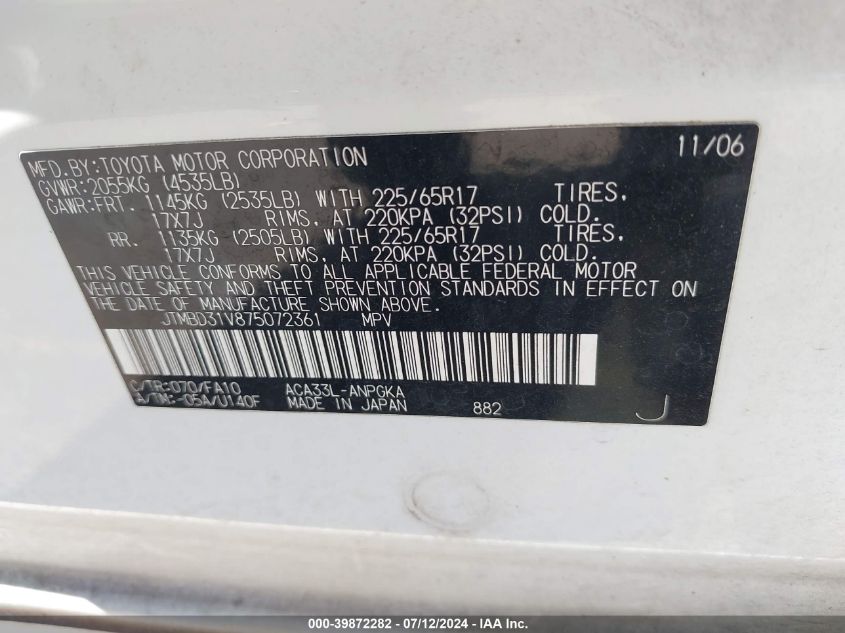 MFD.BY:TOYOTA MOTOR CORPORATION 11/06
GVWR:2055KG (4535LB)
GAWR:FRT. 1145KG (2535LB) WITH 225/65R17 TIRES,
17X7J RIMS, AT 220KPA (32PSI) COLD.
RR. 1135KG (2505LB) WITH 225/65R17 TIRES,
17X7J RIMS, AT 220KPA (32PSI) COLD.
THIS VEHICLE CONFORMS TO ALL APPLICABLE FEDERAL MOTOR
VEHICLE SAFETY AND THEFT PREVENTION STANDARDS IN EFFECT ON
THE DATE OF MANUFACTURE SHOWN ABOVE.
JTMBD31V875072361 MPV
C/TR:070/FA10 ACA33L-ANPGKA
A/TM:-05A/U140F MADE IN JAPAN 882 J
000-39872282 - 07/12/2024 - IAA Inc.